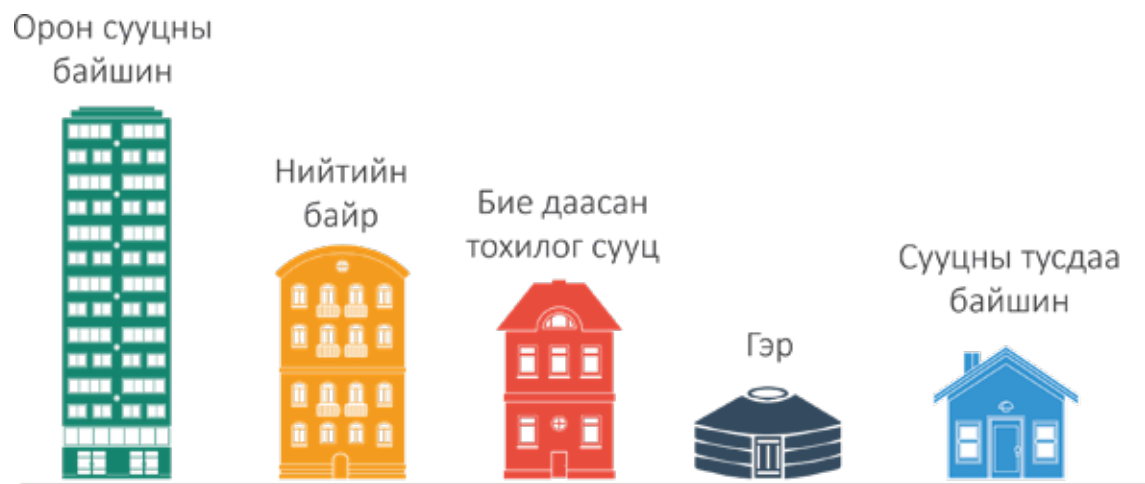 Орон сууцны
байшин
Нийтийн
байр
Бие даасан
тохилог сууц
Гэр
Сууцны тусдаа
байшин